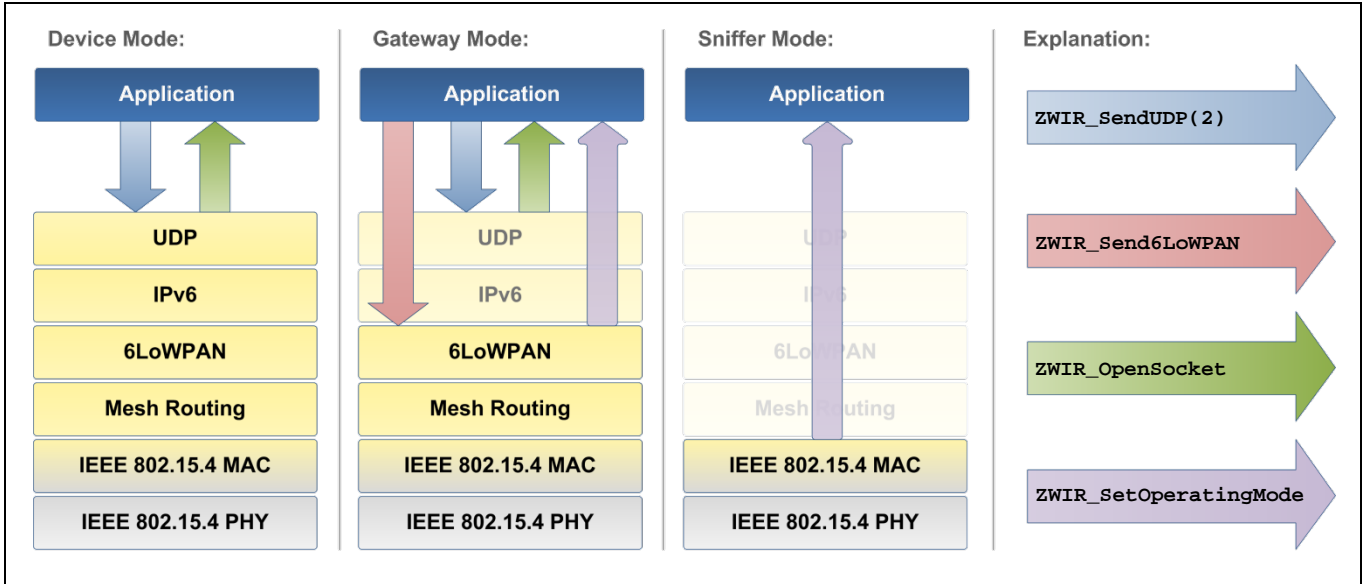 Device Mode:
Application
UDP
IPv6
6LoWPAN
Mesh Routing
IEEE 802.15.4 MAC
IEEE 802.15.4 PHY
Gateway Mode:
Application
UDP
IPv6
6LoWPAN
Mesh Routing
IEEE 802.15.4 MAC
IEEE 802.15.4 PHY
Sniffer Mode:
Application
UDP
IPv6
6LoWPAN
Mesh Routing
IEEE 802.15.4 MAC
IEEE 802.15.4 PHY
Explanation:
ZWIR_SendUDP(2)
ZWIR_Send6LoWPAN
ZWIR_OpenSocket
ZWIR_SetOperatingMode